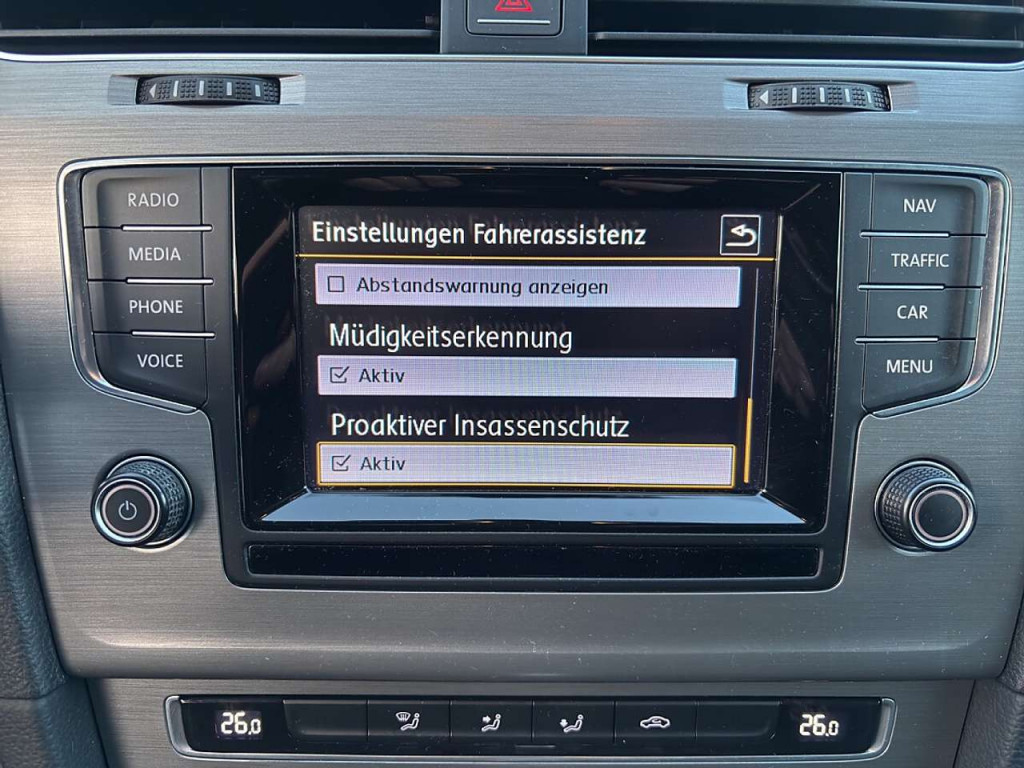 RADIO
MEDIA
PHONE
VOICE
Einstellungen Fahrerassistenz
Abstandswarnung anzeigen
Müdigkeitserkennung
Aktiv
Proaktiver Insassenschutz
Aktiv
NAV
TRAFFIC
CAR
MENU
26.0
26.0